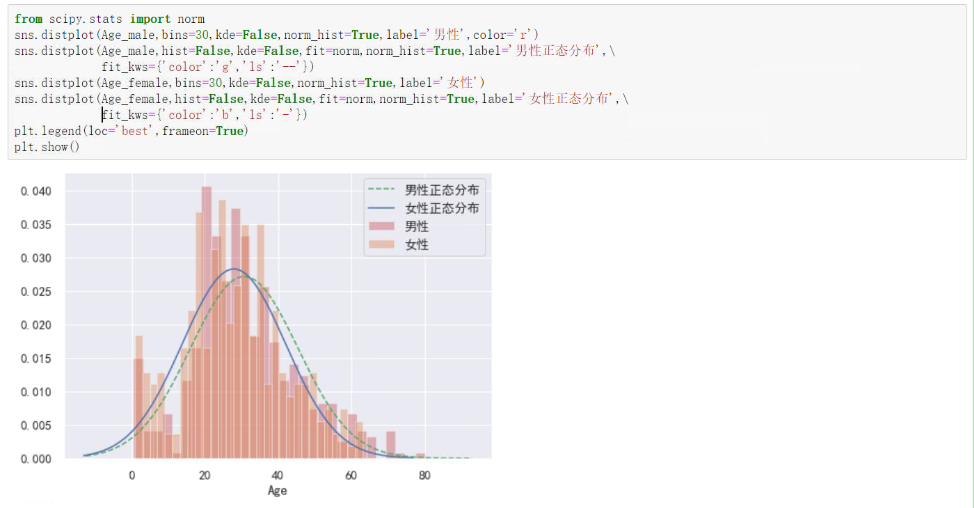 from scipy.stats import norm
sns.distplot(Age_male,bins=30,kde=False,norm_hist=True,label='男性',color='r')
sns.distplot(Age_male,hist=False,kde=False,fit=norm,norm_hist=True,label='男性正态分布',\
fit_kws={'color':'g','ls':'--'})
sns.distplot(Age_female,bins=30,kde=False,norm_hist=True,label='女性')
sns.distplot(Age_female,hist=False,kde=False,fit=norm,norm_hist=True,label='女性正态分布',\
fit_kws={'color':'b','ls':'-'})
plt.legend(loc='best',frameon=True)
plt.show()
0.040
0.035
0.030
0.025
0.020
0.015
0.010
0.005
0.000
男性正态分布
女性正态分布
男性
女性
0 20 40 60 80
Age